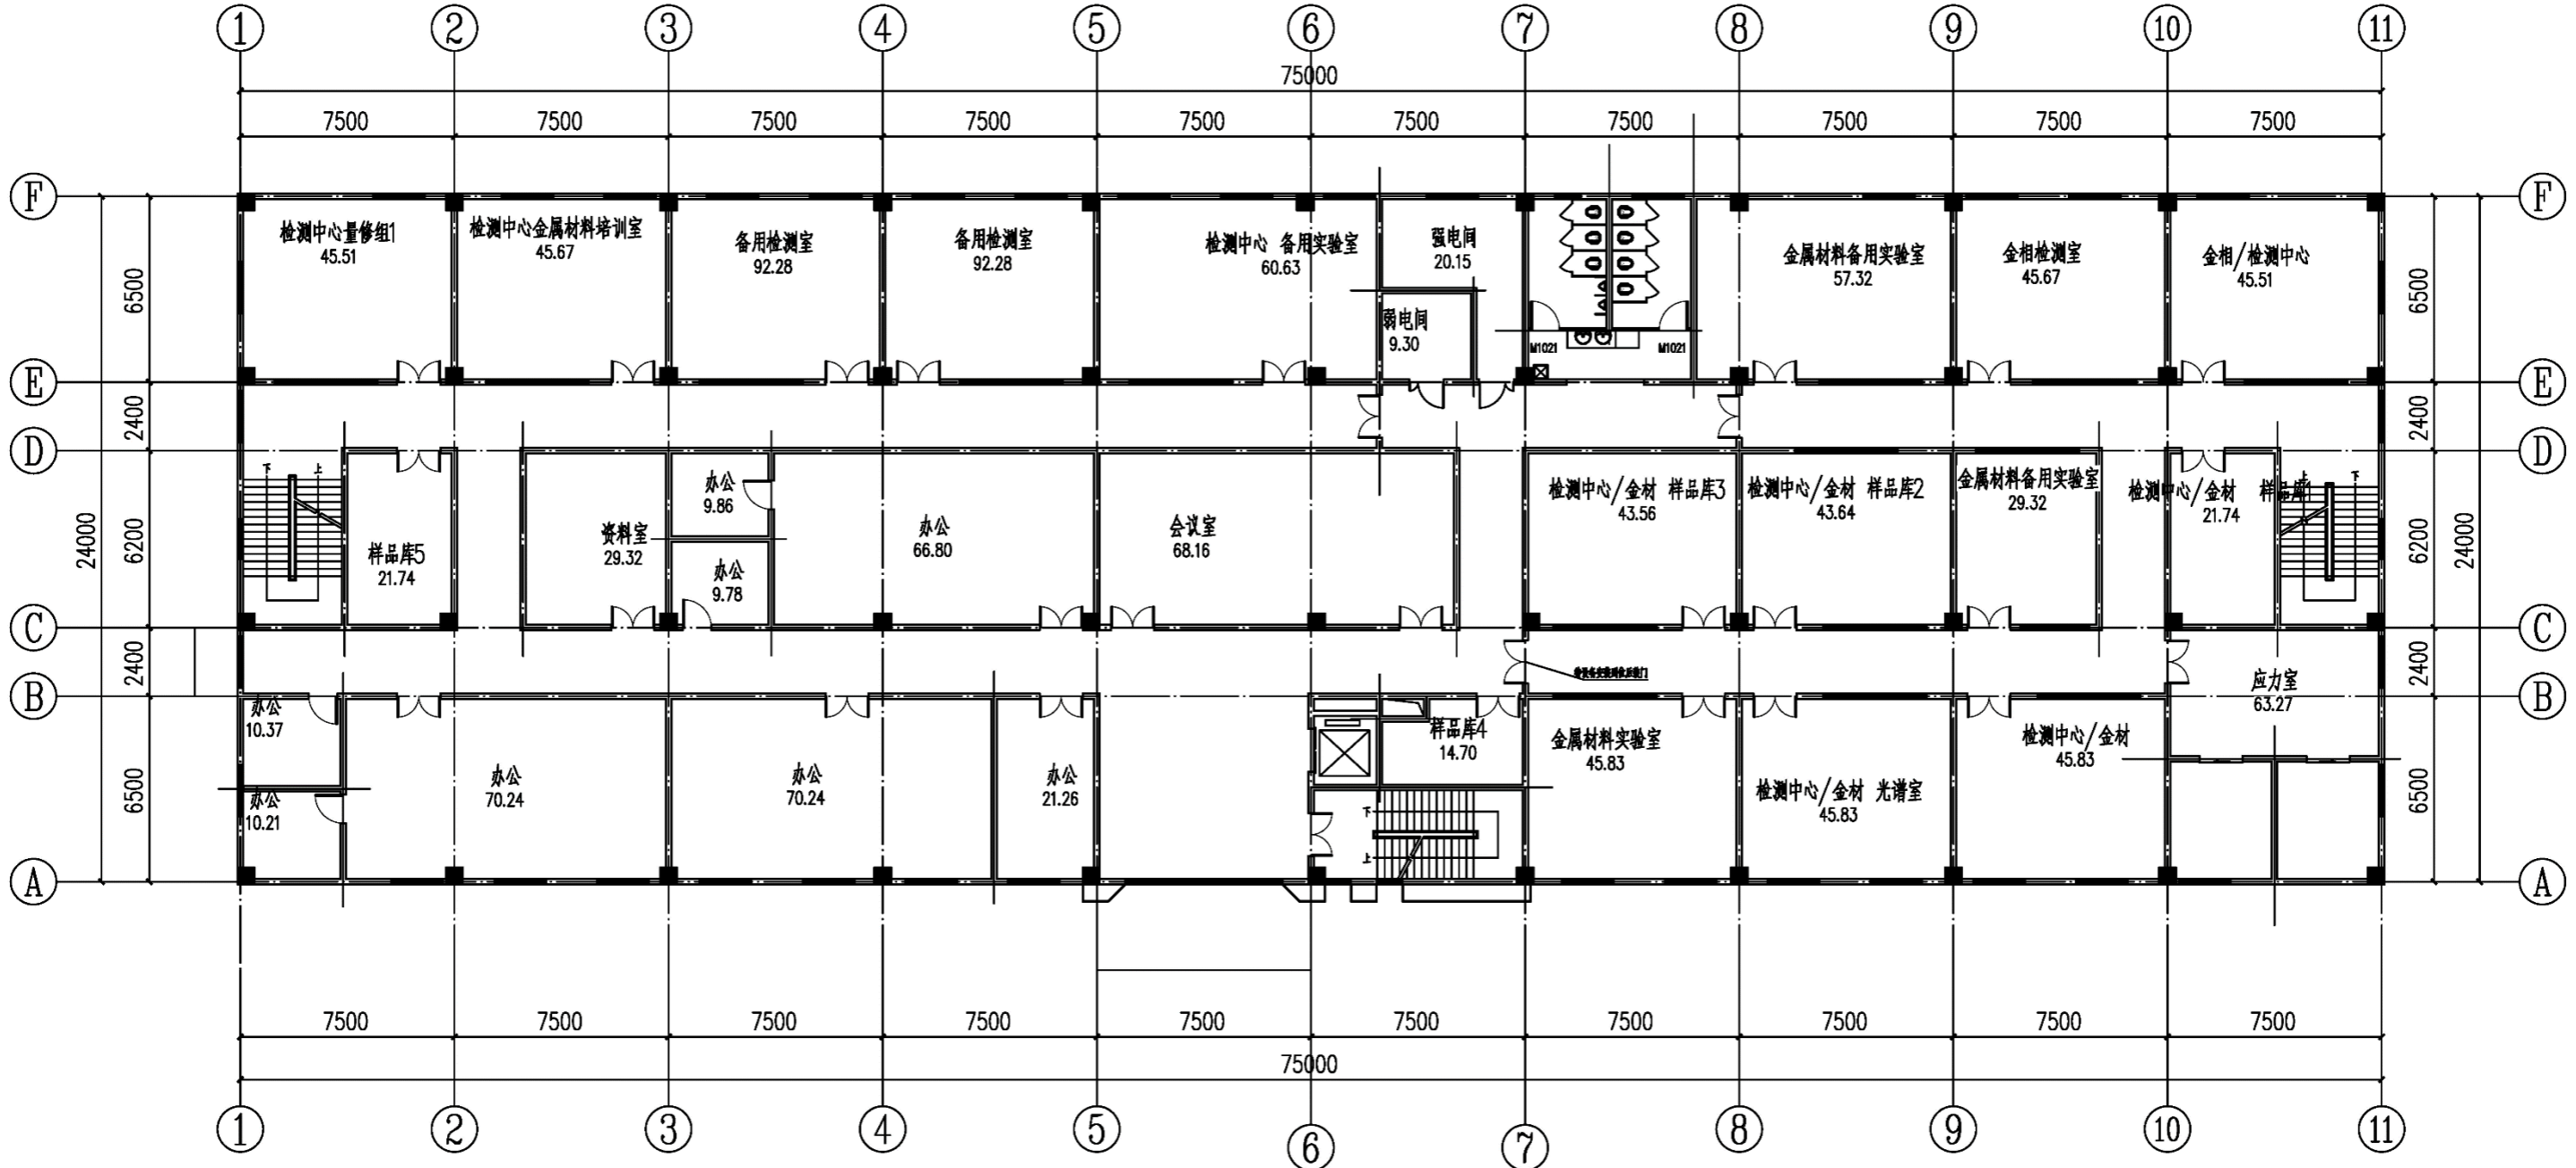 1 2 3 4 5 6 7 8 9 10 11
75000
7500 7500 7500 7500 7500 7500 7500 7500 7500 7500
F F
检测中心量修组1
45.51
检测中心金属材料培训室
45.67
备用检测室
92.28
备用检测室
92.28
检测中心 备用实验室
60.63
强电间
20.15
弱电间
9.30
M1021 M1021
金属材料备用实验室
57.32
金相检测室
45.67
金相/检测中心
45.51
6500 6500
E E
2400 2400
D D
下 上
样品库5
21.74
资料室
29.32
办公
9.86
办公
9.78
办公
66.80
会议室
68.16
检测中心/金材 样品库3
43.56
检测中心/金材 样品库2
43.64
金属材料备用实验室
29.32
检测中心/金材 样品库
21.74
上 下
24000 6200 6200 24000
C C
2400 2400
B B
办公
10.37
办公
10.21
办公
70.24
办公
70.24
办公
21.26
样品库4
14.70
下
上
金属材料实验室
45.83
检测中心/金材 光谱室
45.83
检测中心/金材
45.83
应力室
63.27
6500 6500
A A
7500 7500 7500 7500 7500 7500 7500 7500 7500 7500
75000
1 2 3 4 5 6 7 8 9 10 11